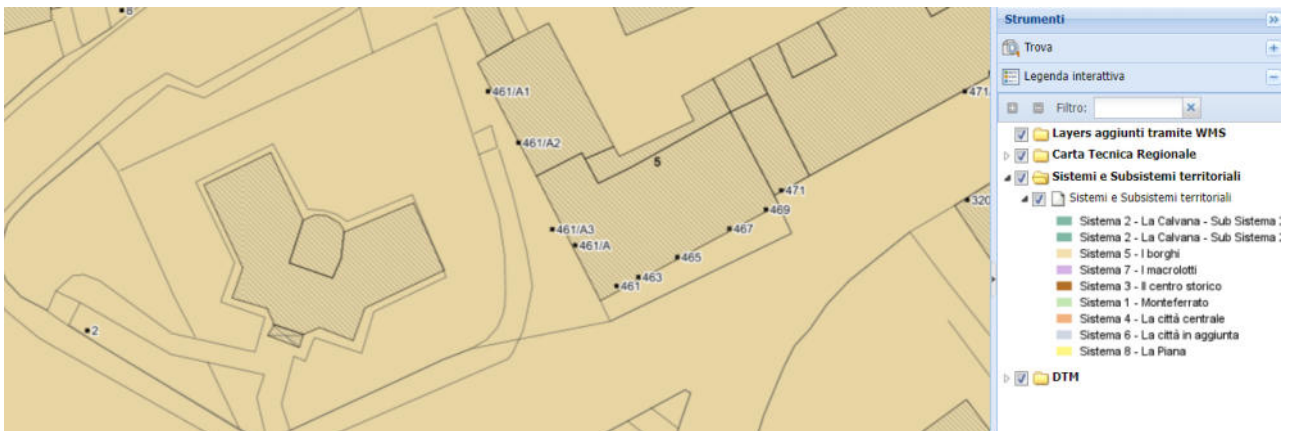 8
461/A1
461/A2
5
461/A3
461/A
461
463
465
467
469
471
471
320
2
Strumenti
Trova
Legenda interattiva
Filtro:
Layers aggiunti tramite WMS
Carta Tecnica Regionale
Sistemi e Subsistemi territoriali
Sistemi e Subsistemi territoriali
Sistema 2 - La Calvana - Sub Sistema
Sistema 2 - La Calvana - Sub Sistema
Sistema 5 - I borghi
Sistema 7 - I macrolotti
Sistema 3 - Il centro storico
Sistema 1 - Monteferrato
Sistema 4 - La città centrale
Sistema 6 - La città in aggiunta
Sistema 8 - La Piana
DTM